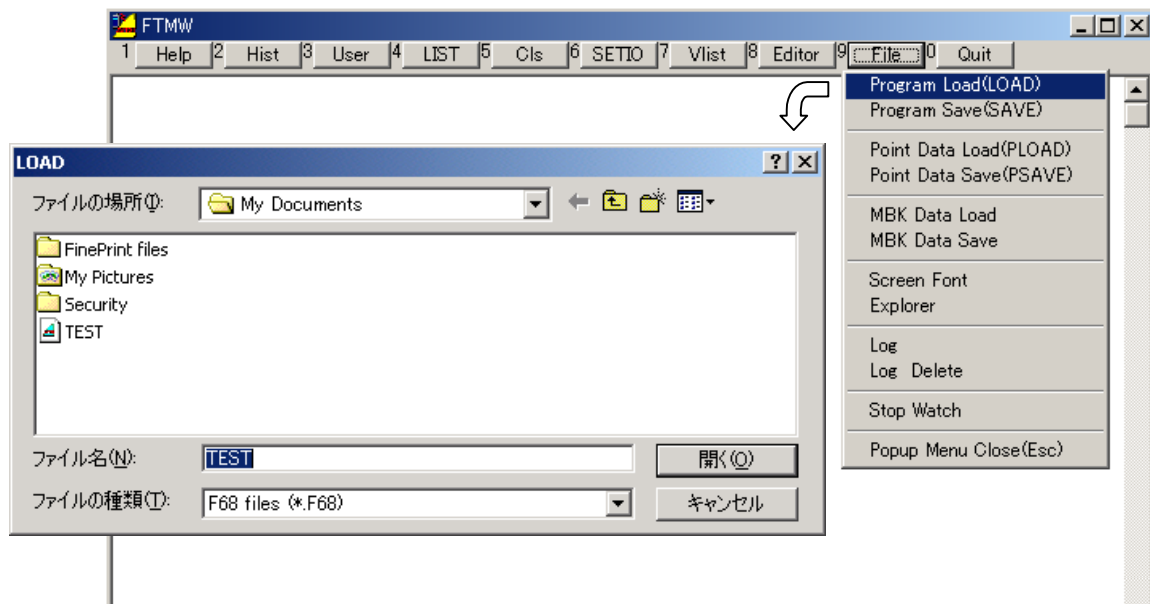 FTMW
1 Help 2 Hist 3 User 4 LIST 5 Cls 6 SETIO 7 Vlist 8 Editor 9 File 0 Quit
Program Load(LOAD)
Program Save(SAVE)
Point Data Load(PLOAD)
Point Data Save(PSAVE)
MBK Data Load
MBK Data Save
Screen Font
Explorer
Log
Log Delete
Stop Watch
Popup Menu Close(Esc)
LOAD
ファイルの場所(I):
My Documents
FinePrint files
My Pictures
Security
TEST
ファイル名(N):
TEST
開く(O)
ファイルの種類(T):
F68 files (*.F68)
キャンセル